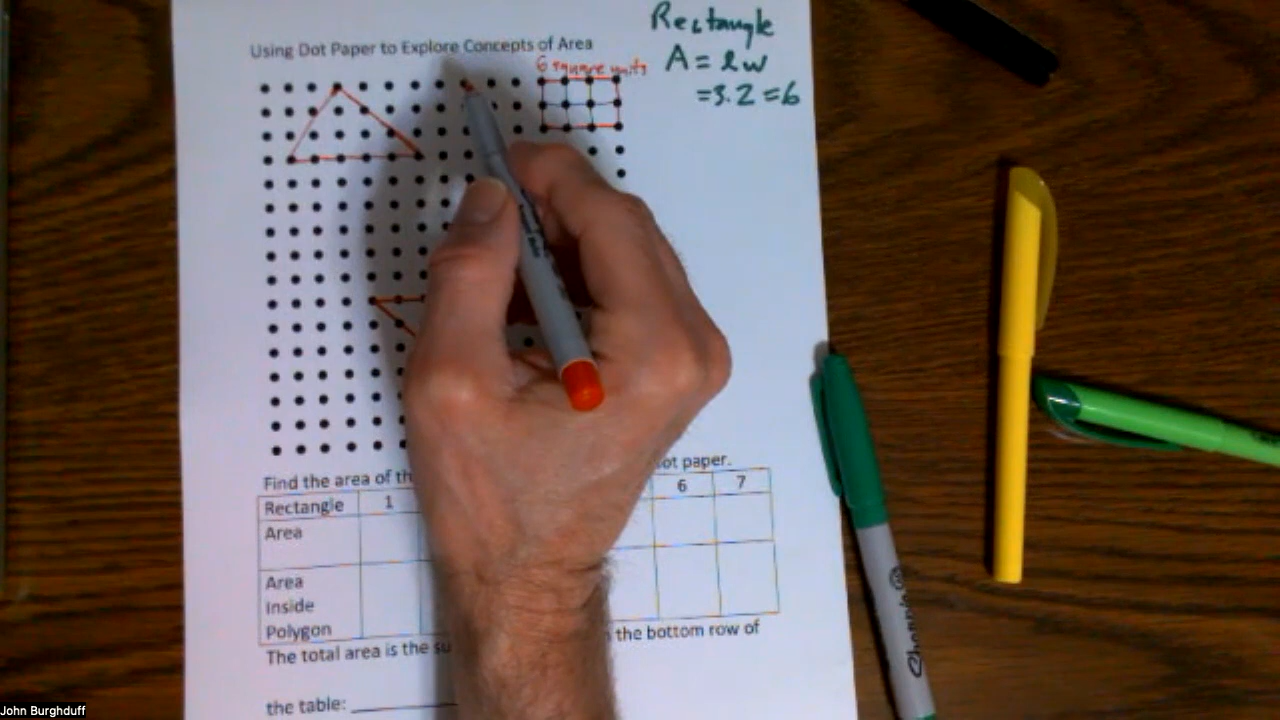 Rectangle
Using Dot Paper to Explore Concepts of Area
6 square units
A = lw
=3.2=6
Find the area of th
ot paper.
Rectangle 1 6 7
Area
Area
Inside
Polygon
The total area is the su
the bottom row of
the table:
Sharpie
John Burghduff